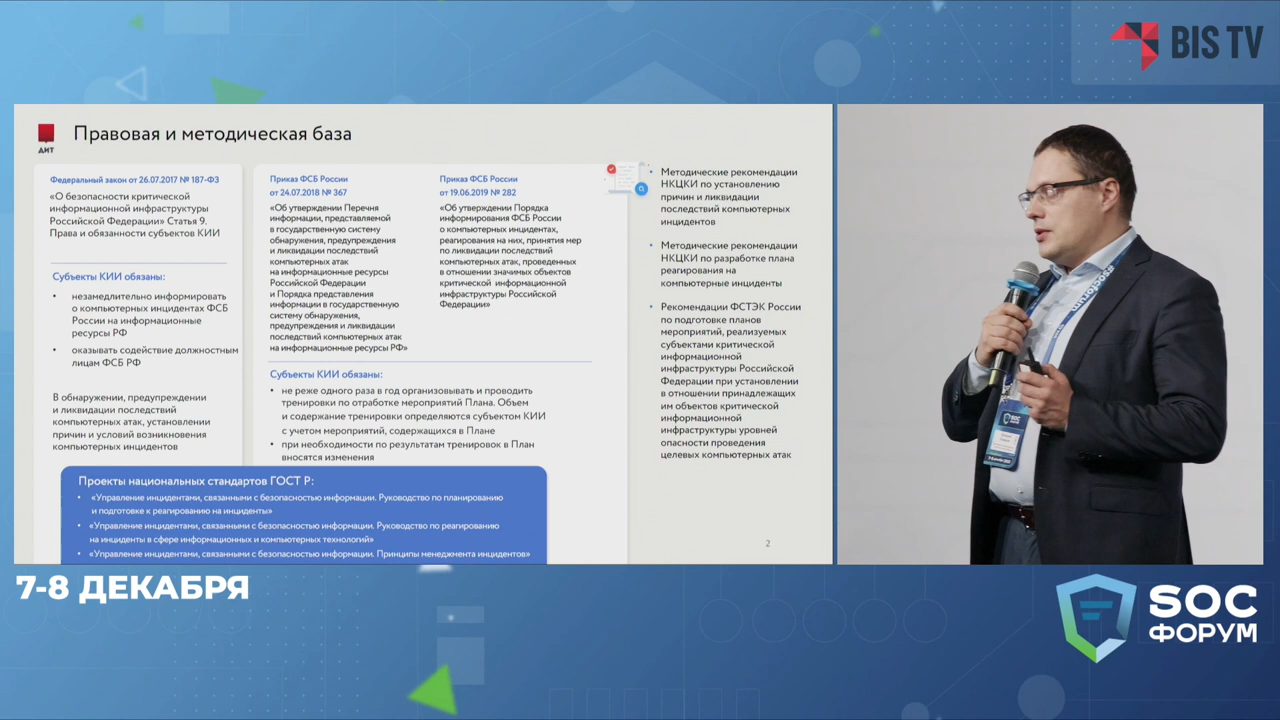 BIS TV
ДИТ
Правовая и методическая база
Федеральный закон от 26.07.2017 № 187-ФЗ
«О безопасности критической
информационной инфраструктуры
Российской Федерации» Статья 9.
Права и обязанности субъектов КИИ
Субъекты КИИ обязаны:
• незамедлительно информировать
о компьютерных инцидентах ФСБ
России на информационные
ресурсы РФ
• оказывать содействие должностным
лицам ФСБ РФ
В обнаружении, предупреждении
и ликвидации последствий
компьютерных атак, установлении
причин и условий возникновения
компьютерных инцидентов
Приказ ФСБ России
от 24.07.2018 № 367
«Об утверждении Перечня
информации, представляемой
в государственную систему
обнаружения, предупреждения
и ликвидации последствий
компьютерных атак
на информационные ресурсы
Российской Федерации
и Порядка представления
информации в государственную
систему обнаружения,
предупреждения и ликвидации
последствий компьютерных атак
на информационные ресурсы РФ»
Приказ ФСБ России
от 19.06.2019 № 282
«Об утверждении Порядка
информирования ФСБ России
о компьютерных инцидентах,
реагирования на них, принятия мер
по ликвидации последствий
компьютерных атак, проведенных
в отношении значимых объектов
критической информационной
инфраструктуры Российской
Федерации»
Субъекты КИИ обязаны:
• не реже одного раза в год организовывать и проводить
тренировки по отработке мероприятий Плана. Объем
и содержание тренировки определяются субъектом КИИ
с учетом мероприятий, содержащихся в Плане
• при необходимости по результатам тренировок в План
вносятся изменения
• Методические рекомендации
НКЦКИ по установлению
причин и ликвидации
последствий компьютерных
инцидентов
• Методические рекомендации
НКЦКИ по разработке плана
реагирования на
компьютерные инциденты
• Рекомендации ФСТЭК России
по подготовке планов
мероприятий, реализуемых
субъектами критической
информационной
инфраструктуры Российской
Федерации при установлении
в отношении принадлежащих
им объектов критической
информационной
инфраструктуры уровней
опасности проведения
целевых компьютерных атак
Проекты национальных стандартов ГОСТ Р:
• «Управление инцидентами, связанными с безопасностью информации. Руководство по планированию
и подготовке к реагированию на инциденты»
• «Управление инцидентами, связанными с безопасностью информации. Руководство по реагированию
на инциденты в сфере информационных и компьютерных технологий»
• «Управление инцидентами, связанными с безопасностью информации. Принципы менеджмента инцидентов»
2
SOC
7-8 ДЕКАБРЯ
SOC
ФОРУМ